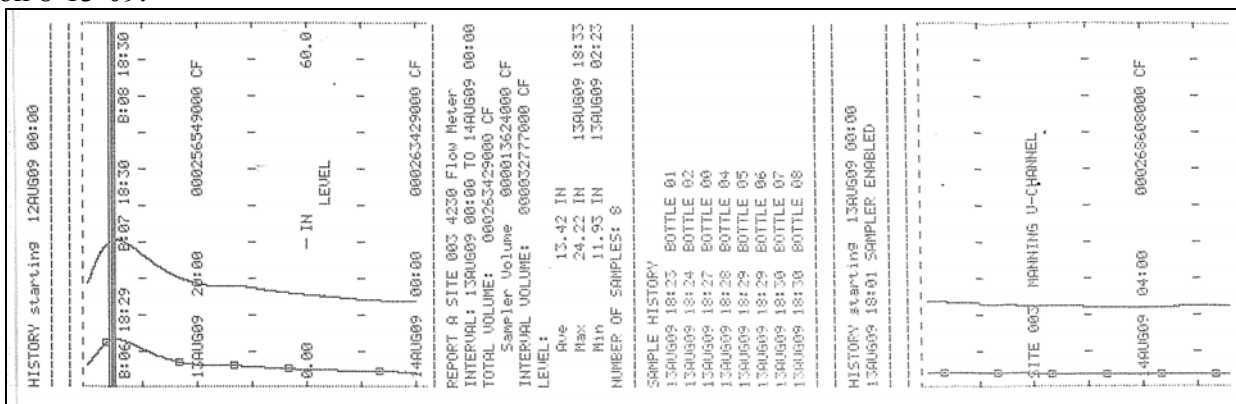 on 8-13-09.
HISTORY starting 12AUG09 00:00
B:06 18:29 B:07 18:30 B:08 18:30
13AUG09 20:00 000256549000 CF
0.00 - IN 60.0
LEVEL
14AUG09 00:00 000263429000 CF
REPORT A SITE 003 4230 Flow Meter
INTERVAL: 13AUG09 00:00 TO 14AUG09 00:00
TOTAL VOLUME: 000263429000 CF
Sampler Volume 000013624000 CF
INTERVAL VOLUME: 000032777000 CF
LEVEL:
Ave 13.42 IN
Max 24.22 IN 13AUG09 18:33
Min 11.93 IN 13AUG09 02:23
NUMBER OF SAMPLES: 8
SAMPLE HISTORY
13AUG09 18:23 BOTTLE 01
13AUG09 18:24 BOTTLE 02
13AUG09 18:27 BOTTLE 00
13AUG09 18:28 BOTTLE 04
13AUG09 18:29 BOTTLE 05
13AUG09 18:29 BOTTLE 06
13AUG09 18:30 BOTTLE 07
13AUG09 18:30 BOTTLE 08
HISTORY starting 13AUG09 00:00
13AUG09 18:01 SAMPLER ENABLED
SITE 003 MANNING U-CHANNEL
4AUG09 04:00 000268608000 CF